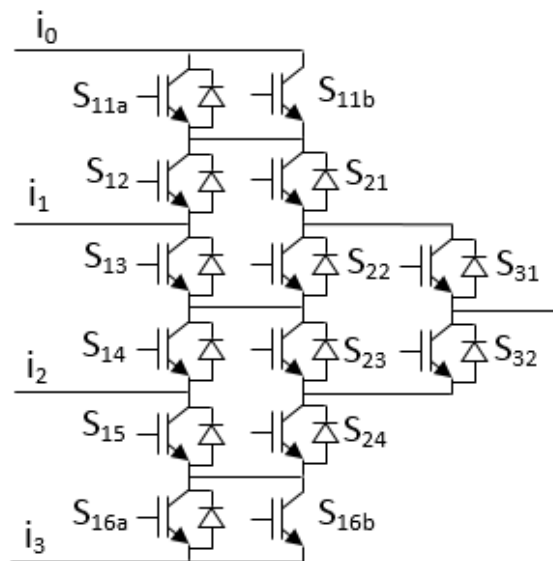 i0
S11a
S11b
S12
S21
i1
S13
S22
S31
S14
S23
S32
i2
S15
S24
S16a
S16b
i3